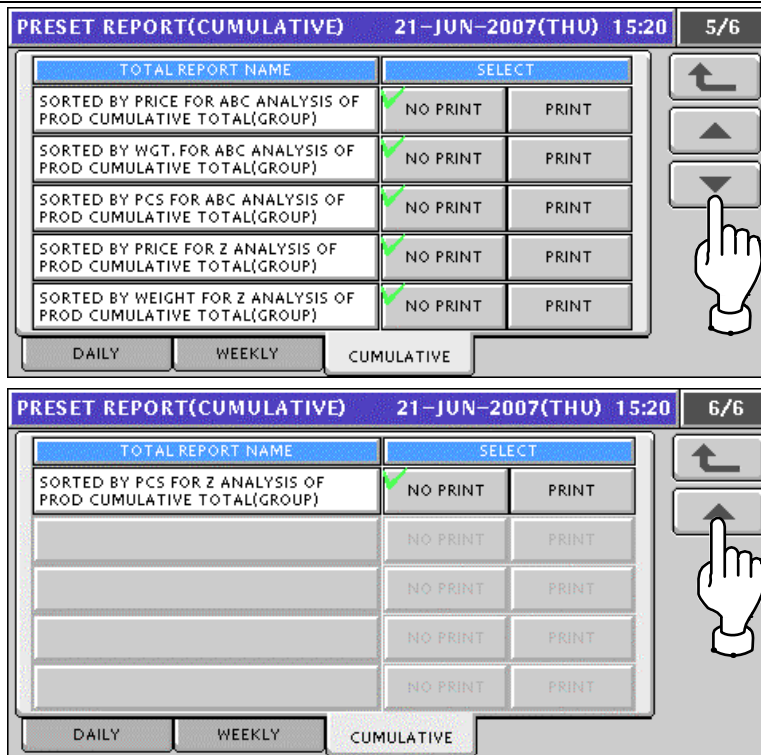 PRESET REPORT(CUMULATIVE) 21-JUN-2007(THU) 15:20 5/6
TOTAL REPORT NAME SELECT
SORTED BY PRICE FOR ABC ANALYSIS OF
PROD CUMULATIVE TOTAL(GROUP)
NO PRINT PRINT
SORTED BY WGT.FOR ABC ANALYSIS OF
PROD CUMULATIVE TOTAL(GROUP)
NO PRINT PRINT
SORTED BY PCS FOR ABC ANALYSIS OF
PROD CUMULATIVE TOTAL(GROUP)
NO PRINT PRINT
SORTED BY PRICE FOR Z ANALYSIS OF
PROD CUMULATIVE TOTAL(GROUP)
NO PRINT PRINT
SORTED BY WEIGHT FOR Z ANALYSIS OF
PROD CUMULATIVE TOTAL(GROUP)
NO PRINT PRINT
DAILY WEEKLY CUMULATIVE
PRESET REPORT(CUMULATIVE) 21-JUN-2007(THU) 15:20 6/6
TOTAL REPORT NAME SELECT
SORTED BY PCS FOR Z ANALYSIS OF
PROD CUMULATIVE TOTAL(GROUP)
NO PRINT PRINT
NO PRINT PRINT
NO PRINT PRINT
NO PRINT PRINT
NO PRINT PRINT
DAILY WEEKLY CUMULATIVE